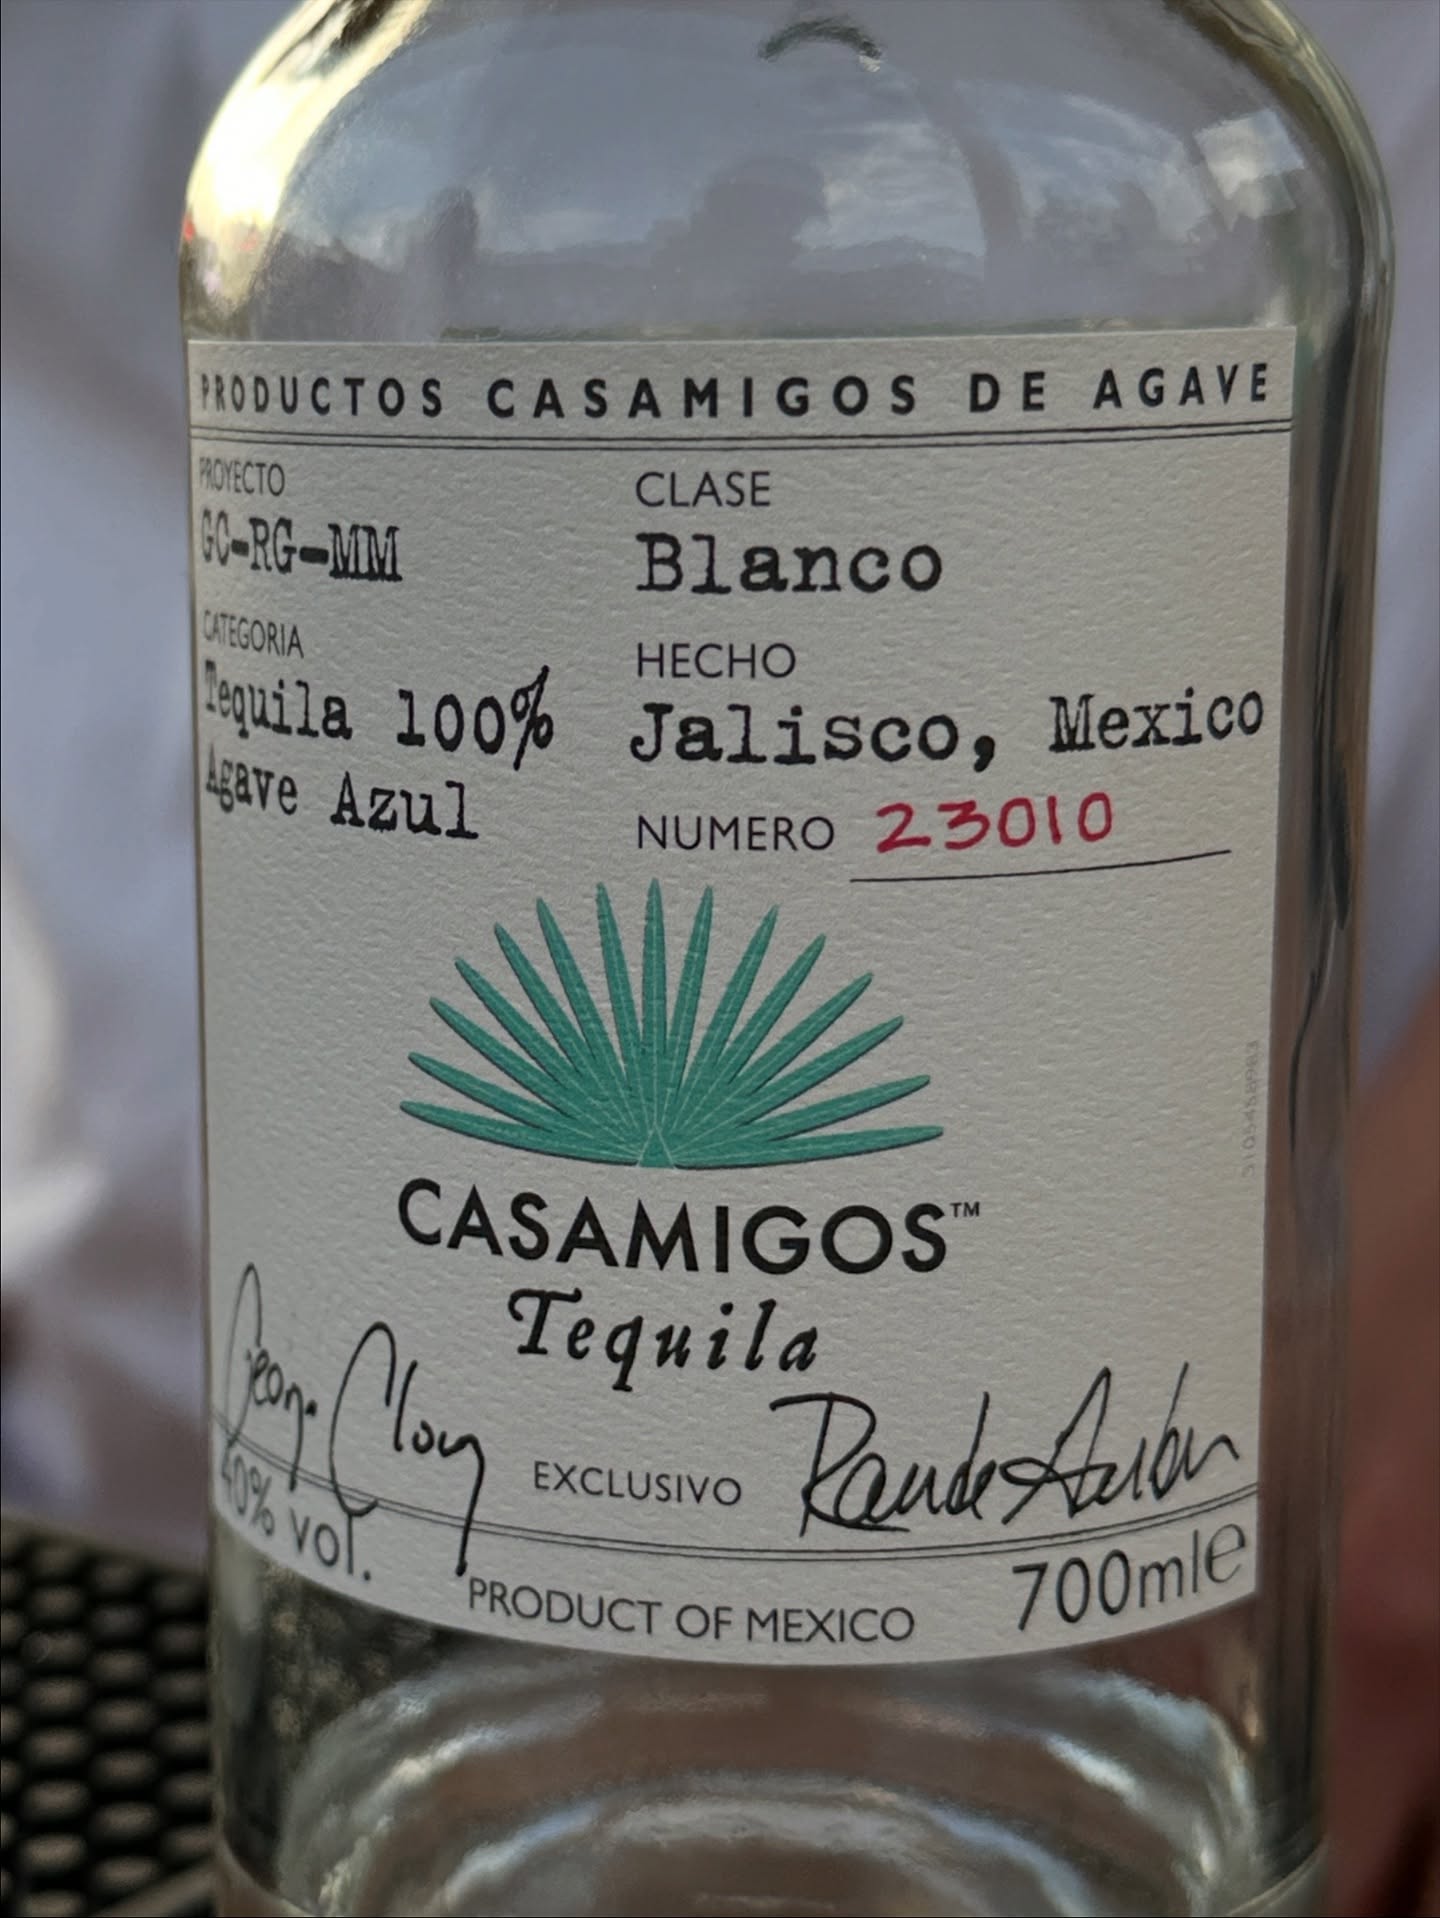 PRODUCTOS CASAMIGOS DE AGAVE
PROYECTO
GC-RG-MM
CATEGORIA
Tequila 100%
Agave Azul
CLASE
Blanco
HECHO
Jalisco, Mexico
NUMERO 23010
CASAMIGOS™
Tequila
EXCLUSIVO
40% vol.
PRODUCT OF MEXICO
700ml℮